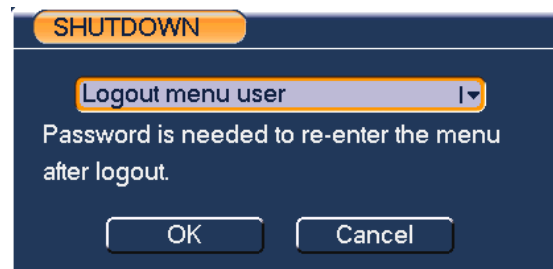 SHUTDOWN
Logout menu user
Password is needed to re-enter the menu
after logout.
OK Cancel